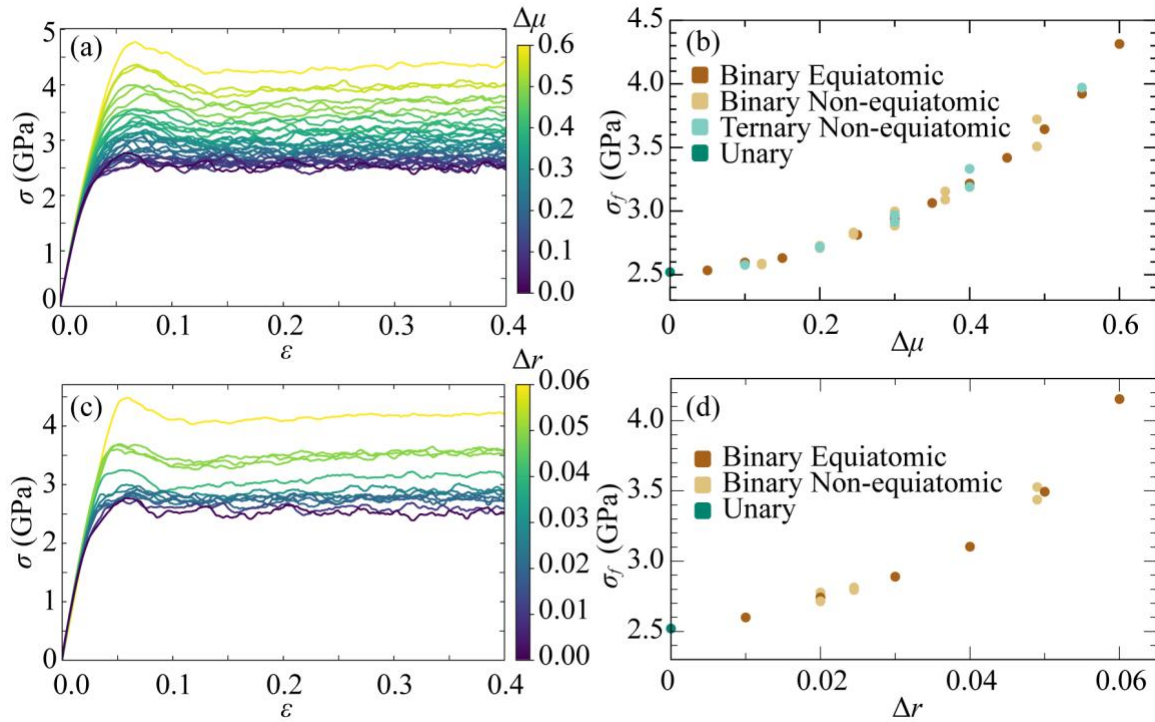 (a)
Δμ
5
4
3
2
1
0
σ (GPa)
0.0 0.1 0.2 0.3 0.4
ε
0.6
0.5
0.4
0.3
0.2
0.1
0.0
(b)
Binary Equiatomic
Binary Non-equiatomic
Ternary Non-equiatomic
Unary
4.5
4.0
3.5
3.0
2.5
σf (GPa)
0 0.2 0.4 0.6
Δμ
(c)
Δr
4
3
2
1
0
σ (GPa)
0.0 0.1 0.2 0.3 0.4
ε
0.06
0.05
0.04
0.03
0.02
0.01
0.00
(d)
Binary Equiatomic
Binary Non-equiatomic
Unary
4.0
3.5
3.0
2.5
σf (GPa)
0 0.02 0.04 0.06
Δr